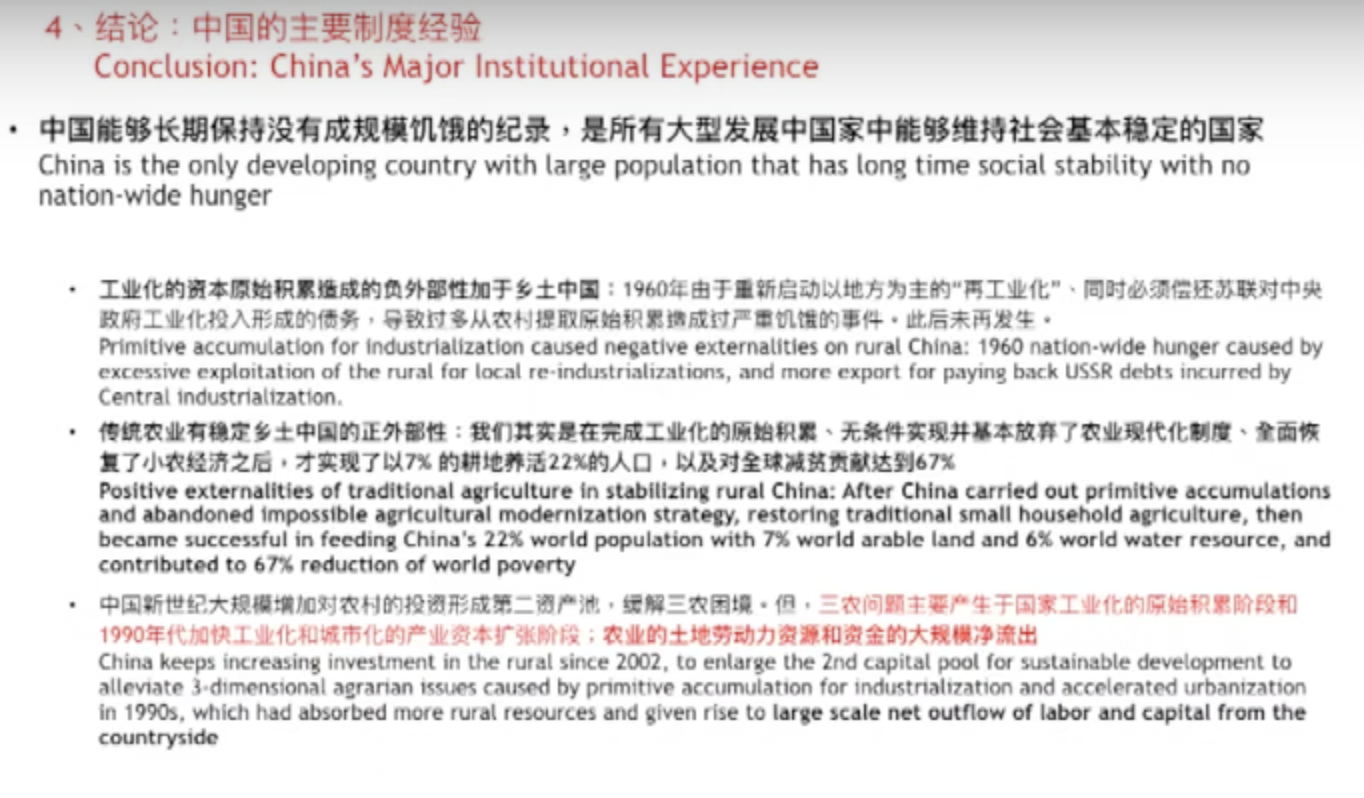 4、结论：中国的主要制度经验
Conclusion: China's Major Institutional Experience
• 中国能够长期保持没有成规模饥饿的纪录，是所有大型发展中国家中能够维持社会基本稳定的国家
China is the only developing country with large population that has long time social stability with no
nation-wide hunger
• 工业化的资本原始积累造成的负外部性加于乡土中国：1960年由于重新启动以地方为主的“再工业化”、同时必须偿还苏联对中央
政府工业化投入形成的债务，导致过多从农村提取原始积累造成过严重饥饿的事件。此后未再发生。
Primitive accumulation for industrialization caused negative externalities on rural China: 1960 nation-wide hunger caused by
excessive exploitation of the rural for local re-industrializations, and more export for paying back USSR debts incurred by
Central industrialization.
• 传统农业有稳定乡土中国的正外部性：我们其实是在完成工业化的原始积累、无条件实现并基本放弃了农业现代化制度、全面恢
复了小农经济之后，才实现了以7% 的耕地养活22%的人口，以及对全球减贫贡献达到67%
Positive externalities of traditional agriculture in stabilizing rural China: After China carried out primitive accumulations
and abandoned impossible agricultural modernization strategy, restoring traditional small household agriculture, then
became successful in feeding China's 22% world population with 7% world arable land and 6% world water resource, and
contributed to 67% reduction of world poverty
• 中国新世纪大规模增加对农村的投资形成第二资产池，缓解三农困境。但，三农问题主要产生于国家工业化的原始积累阶段和
1990年代加快工业化和城市化的产业资本扩张阶段；农业的土地劳动力资源和资金的大规模净流出
China keeps increasing investment in the rural since 2002, to enlarge the 2nd capital pool for sustainable development to
alleviate 3-dimensional agrarian issues caused by primitive accumulation for industrialization and accelerated urbanization
in 1990s, which had absorbed more rural resources and given rise to large scale net outflow of labor and capital from the
countryside